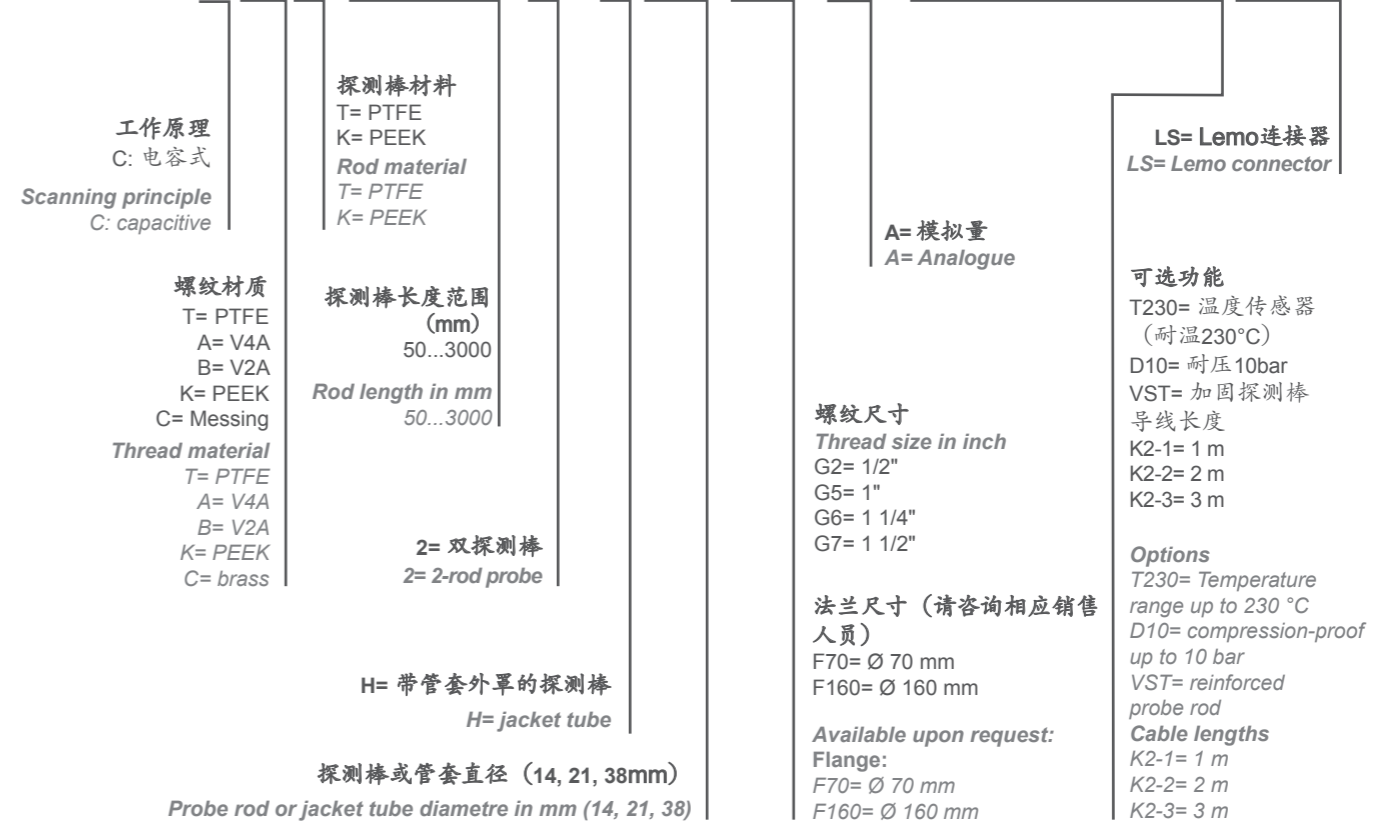 工作原理
C: 电容式
Scanning principle
C: capacitive
探测棒材料
T= PTFE
K= PEEK
Rod material
T= PTFE
K= PEEK
螺纹材质
T= PTFE
A= V4A
B= V2A
K= PEEK
C= Messing
Thread material
T= PTFE
A= V4A
B= V2A
K= PEEK
C= brass
探测棒长度范围
（mm）
50...3000
Rod length in mm
50...3000
2= 双探测棒
2= 2-rod probe
H= 带管套外罩的探测棒
H= jacket tube
探测棒或管套直径（14, 21, 38mm）
Probe rod or jacket tube diametre in mm (14, 21, 38)
A= 模拟量
A= Analogue
螺纹尺寸
Thread size in inch
G2= 1/2"
G5= 1"
G6= 1 1/4"
G7= 1 1/2"
法兰尺寸（请咨询相应销售
人员）
F70= Ø 70 mm
F160= Ø 160 mm
Available upon request:
Flange:
F70= Ø 70 mm
F160= Ø 160 mm
LS= Lemo连接器
LS= Lemo connector
可选功能
T230= 温度传感器
（耐温230°C）
D10= 耐压10bar
VST= 加固探测棒
导线长度
K2-1= 1 m
K2-2= 2 m
K2-3= 3 m
Options
T230= Temperature
range up to 230 °C
D10= compression-proof
up to 10 bar
VST= reinforced
probe rod
Cable lengths
K2-1= 1 m
K2-2= 2 m
K2-3= 3 m